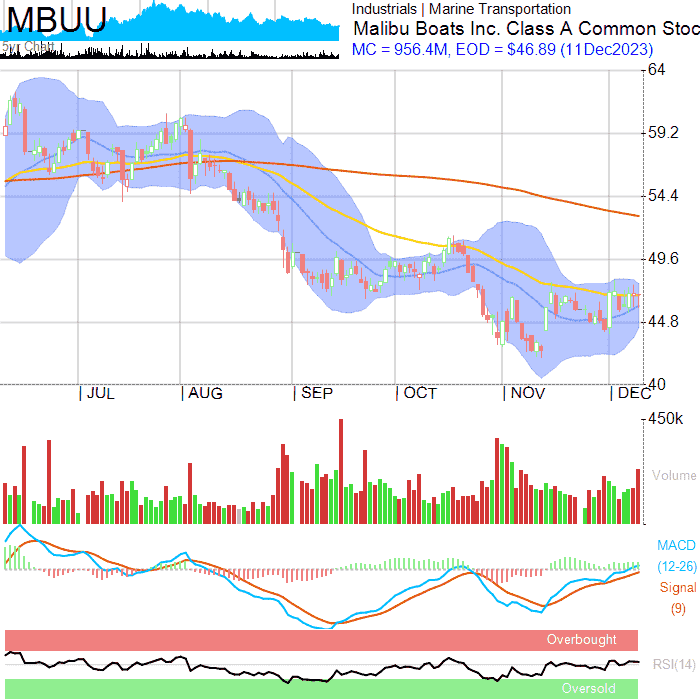 MBUU
5yr Chart
Industrials | Marine Transportation
Malibu Boats Inc. Class A Common Stoc
MC = 956.4M, EOD = $46.89 (11Dec2023)
64
59.2
54.4
49.6
44.8
40
JUL
AUG
SEP
OCT
NOV
DEC
450k
Volume
MACD
(12-26)
Signal
(9)
Overbought
RSI(14)
Oversold